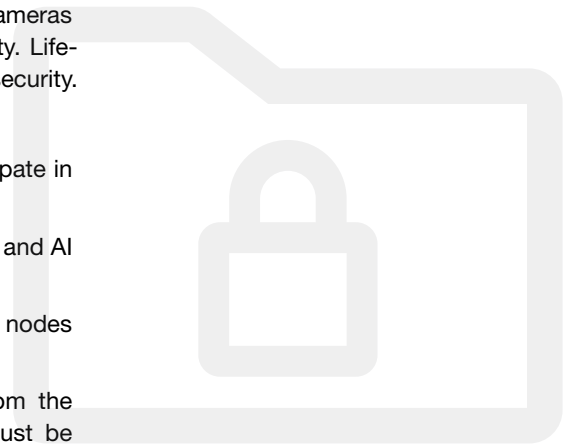 ameras
ty. Life-
ecurity.
pate in
and AI
nodes
om the
ust be